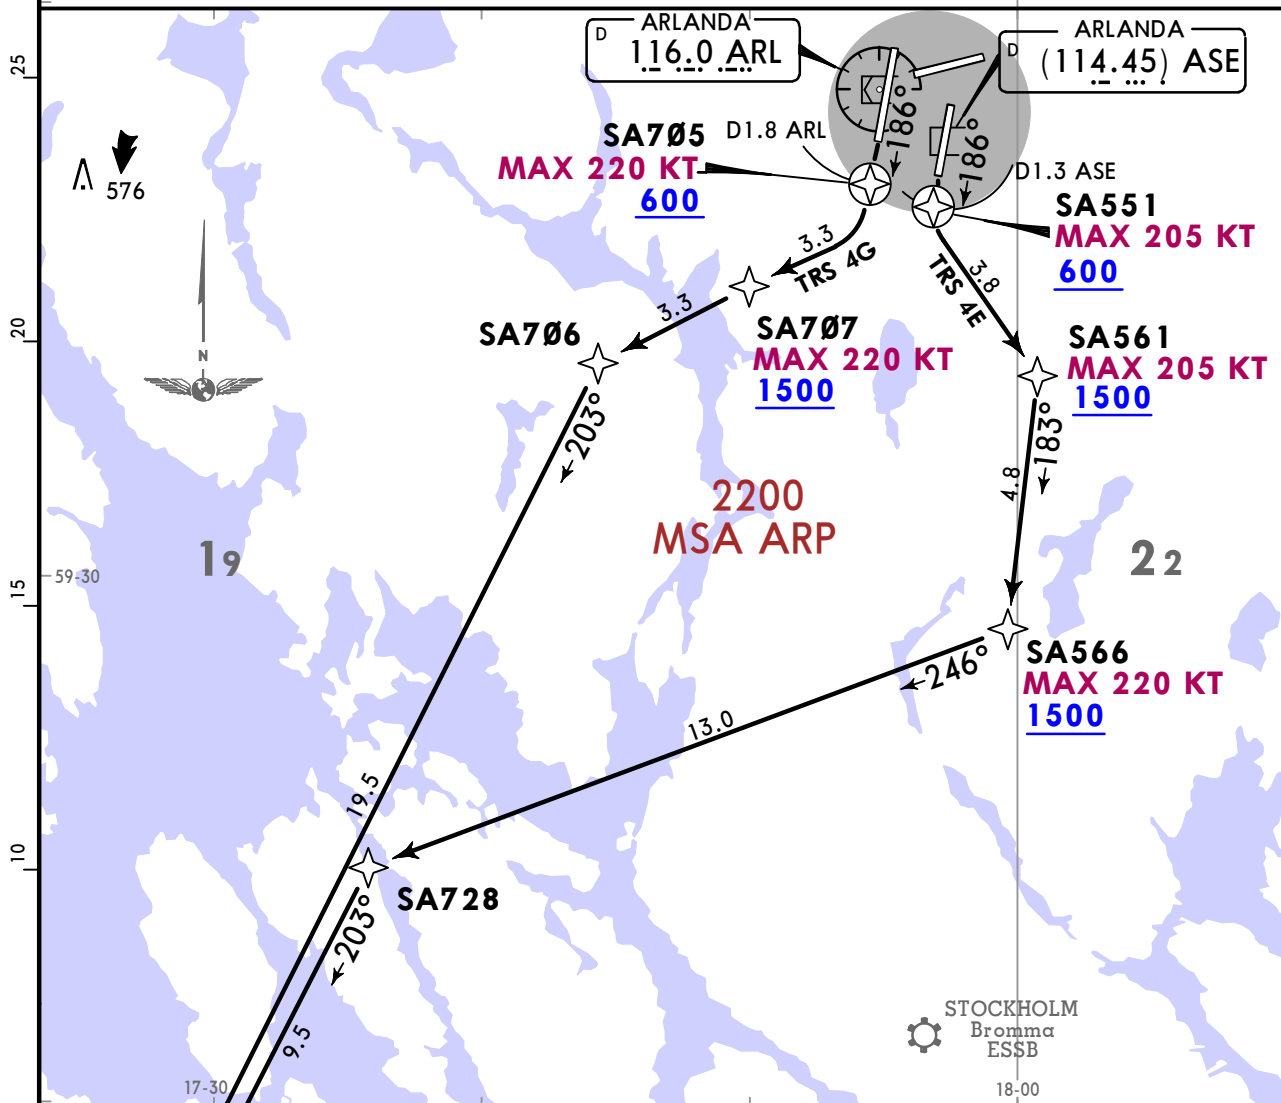 25
20
15
10
ARLANDA
D
116.0 ARL
ARLANDA
D
(114.45) ASE
186°
186°
D1.8 ARL
D1.3 ASE
SA7Ø5
MAX 220 KT
600
SA551
MAX 205 KT
600
576
N
3.3
TRS 4G
3.8
TRS 4E
3.3
SA7Ø6
SA7Ø7
MAX 220 KT
1500
SA561
MAX 205 KT
1500
203°
183°
4.8
2200
MSA ARP
19
22
59-30
SA566
MAX 220 KT
1500
246°
13.0
19.5
SA728
203°
9.5
STOCKHOLM
Bromma
ESSB
17-30
18-00